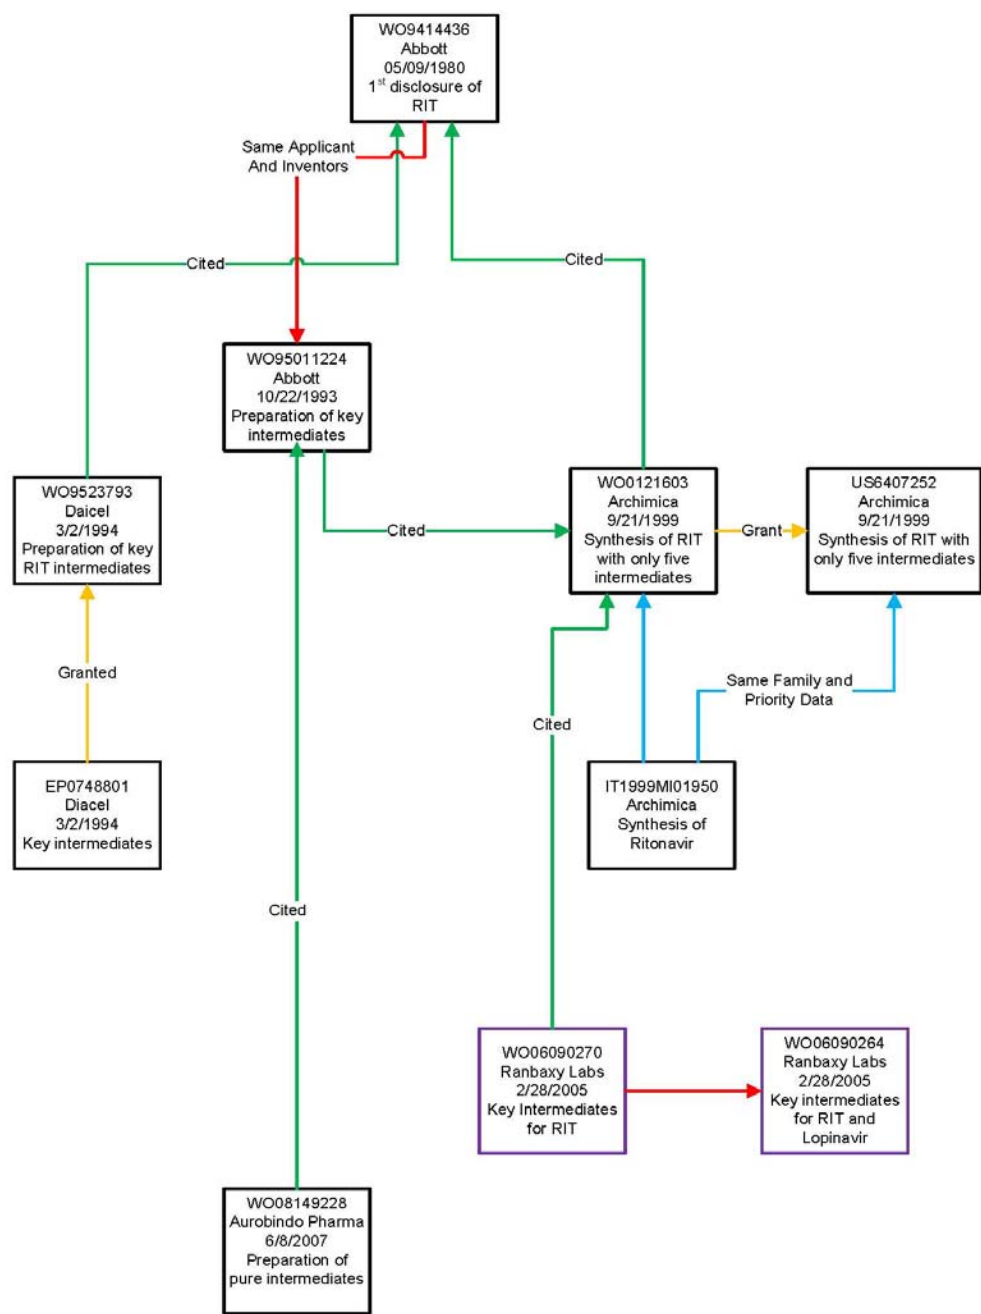 WO9414436
Abbott
05/09/1980
1st disclosure of
RIT
Same Applicant
And Inventors
Cited
Cited
WO95011224
Abbott
10/22/1993
Preparation of key
intermediates
WO9523793
Daicel
3/2/1994
Preparation of key
RIT intermediates
Cited
WO0121603
Archimica
9/21/1999
Synthesis of RIT
with only five
intermediates
Grant
US6407252
Archimica
9/21/1999
Synthesis of RIT with
only five intermediates
Granted
Same Family and
Priority Data
Cited
EP0748801
Diacel
3/2/1994
Key intermediates
IT1999MI01950
Archimica
Synthesis of
Ritonavir
Cited
WO06090270
Ranbaxy Labs
2/28/2005
Key Intermediates
for RIT
WO06090264
Ranbaxy Labs
2/28/2005
Key intermediates
for RIT and
Lopinavir
WO08149228
Aurobindo Pharma
6/8/2007
Preparation of
pure intermediates